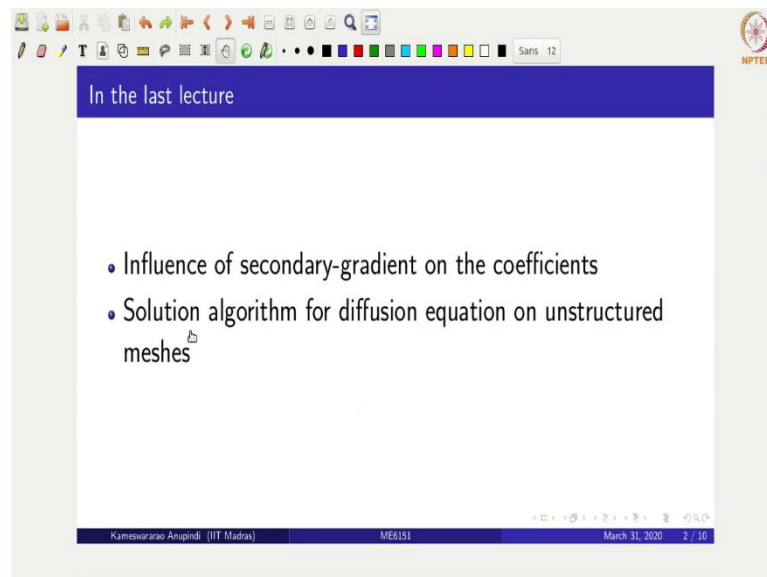 T
Sans 12
NPTEL
In the last lecture
Influence of secondary-gradient on the coefficients
Solution algorithm for diffusion equation on unstructured
meshes
Kameswararao Anupindi (IIT Madras) ME6151 March 31, 2020 2 / 10